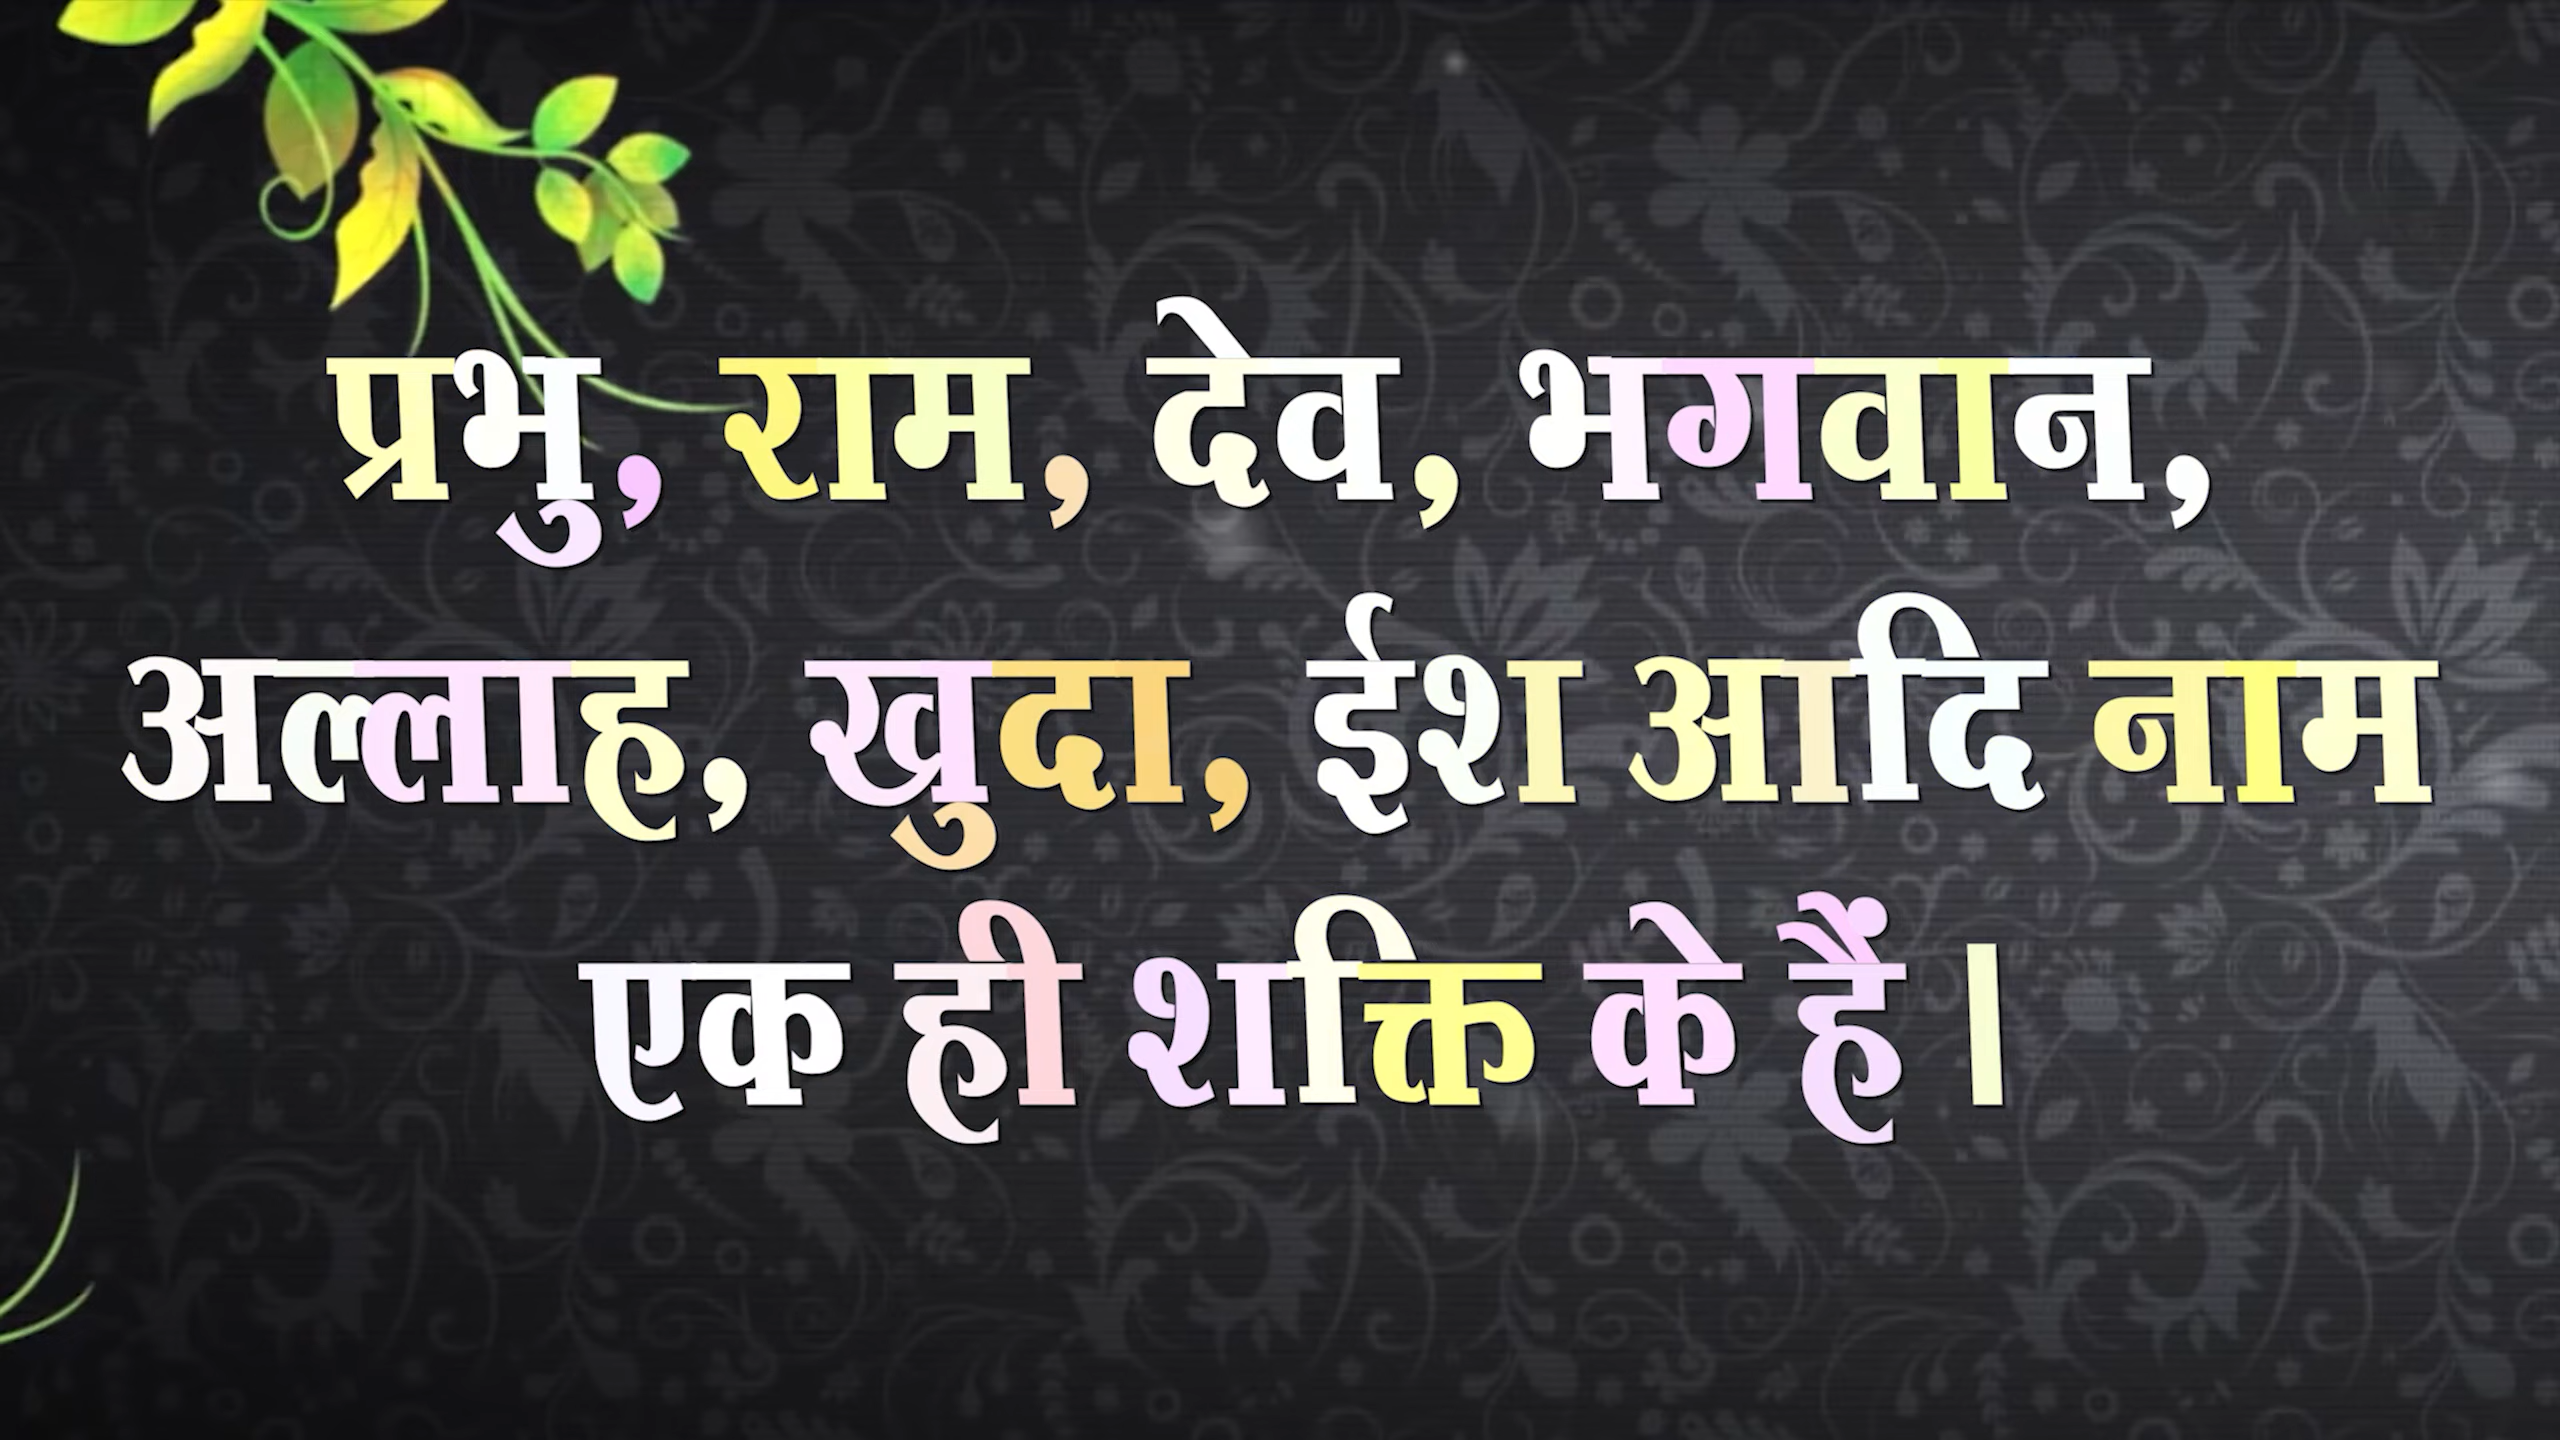 प्रभु, राम, देव, भगवान,
अल्लाह, खुदा, ईश आदि नाम
एक ही शक्ति के हैं ।